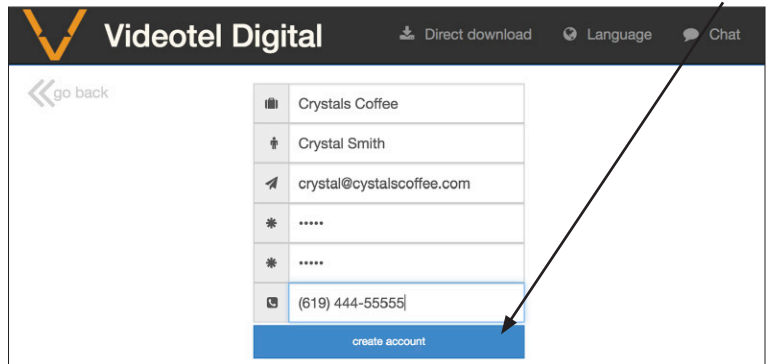 Videotel Digital
Direct download
Language
Chat
go back
Crystals Coffee
Crystal Smith
crystal@cystalscoffee.com
•••••
•••••
(619) 444-55555
create account